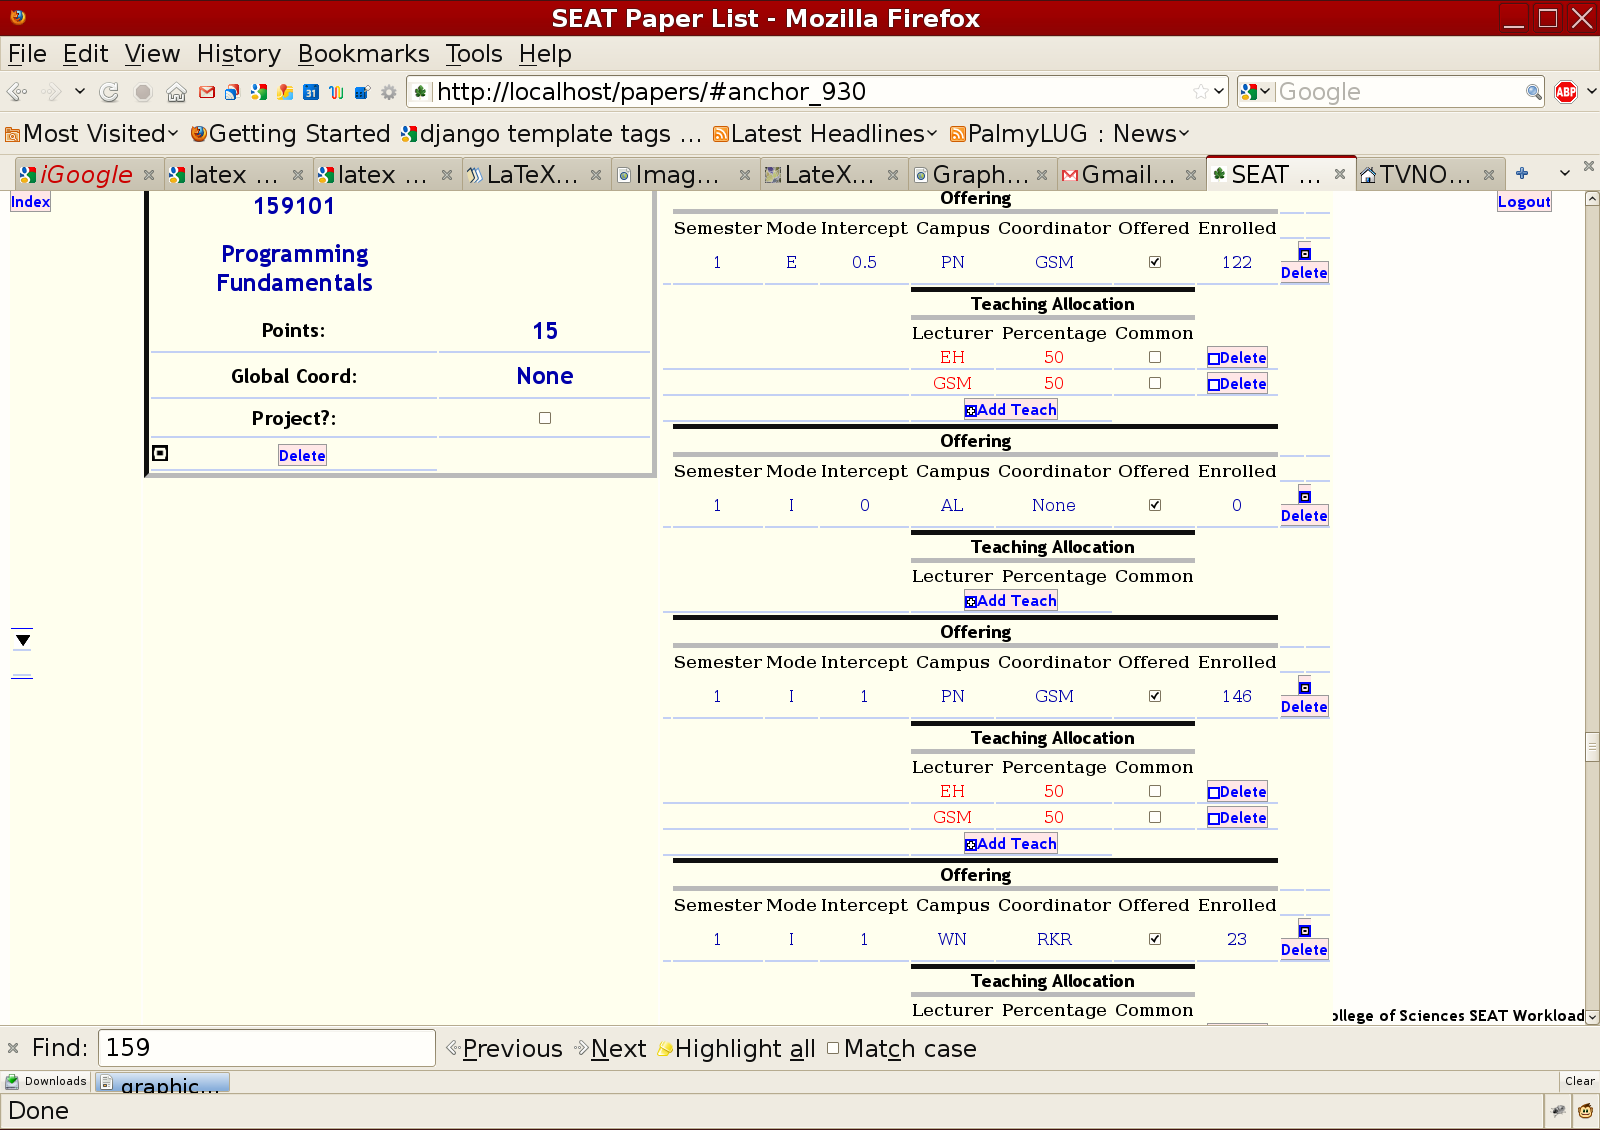 SEAT Paper List - Mozilla Firefox
File Edit View History Bookmarks Tools Help
http://localhost/papers/#anchor_930
Google
ABP
31
Most Visited Getting Started django template tags ... Latest Headlines PalmyLUG : News
iGoogle latex ... latex ... LaTeX... Imag... LateX... Graph... Gmail... SEAT ... TVNO...
Index
Logout
159101
Programming
Fundamentals
Points: 15
Global Coord: None
Project?:
Delete
Offering
Semester Mode Intercept Campus Coordinator Offered Enrolled
1 E 0.5 PN GSM 122
Delete
Teaching Allocation
Lecturer Percentage Common
EH 50 Delete
GSM 50 Delete
Add Teach
Offering
Semester Mode Intercept Campus Coordinator Offered Enrolled
1 I 0 AL None 0
Delete
Teaching Allocation
Lecturer Percentage Common
Add Teach
Offering
Semester Mode Intercept Campus Coordinator Offered Enrolled
1 I 1 PN GSM 146
Delete
Teaching Allocation
Lecturer Percentage Common
EH 50 Delete
GSM 50 Delete
Add Teach
Offering
Semester Mode Intercept Campus Coordinator Offered Enrolled
1 I 1 WN RKR 23
Delete
Teaching Allocation
Lecturer Percentage Common
ollege of Sciences SEAT Workload
Find: 159 Previous Next Highlight all Match case
Downloads graphic... Clear
Done